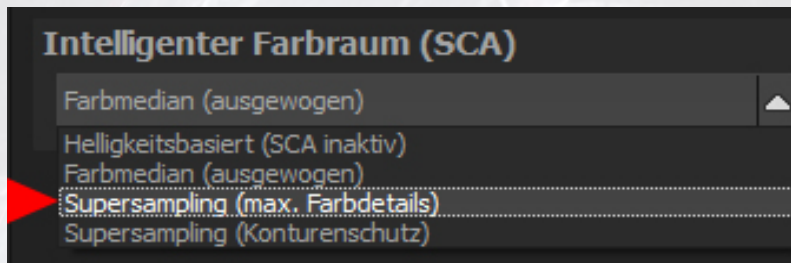 Intelligenter Farbraum (SCA)
Farbmedian (ausgewogen)
Helligkeitsbasiert (SCA inaktiv)
Farbmedian (ausgewogen)
Supersampling (max. Farbdetails)
Supersampling (Konturenschutz)